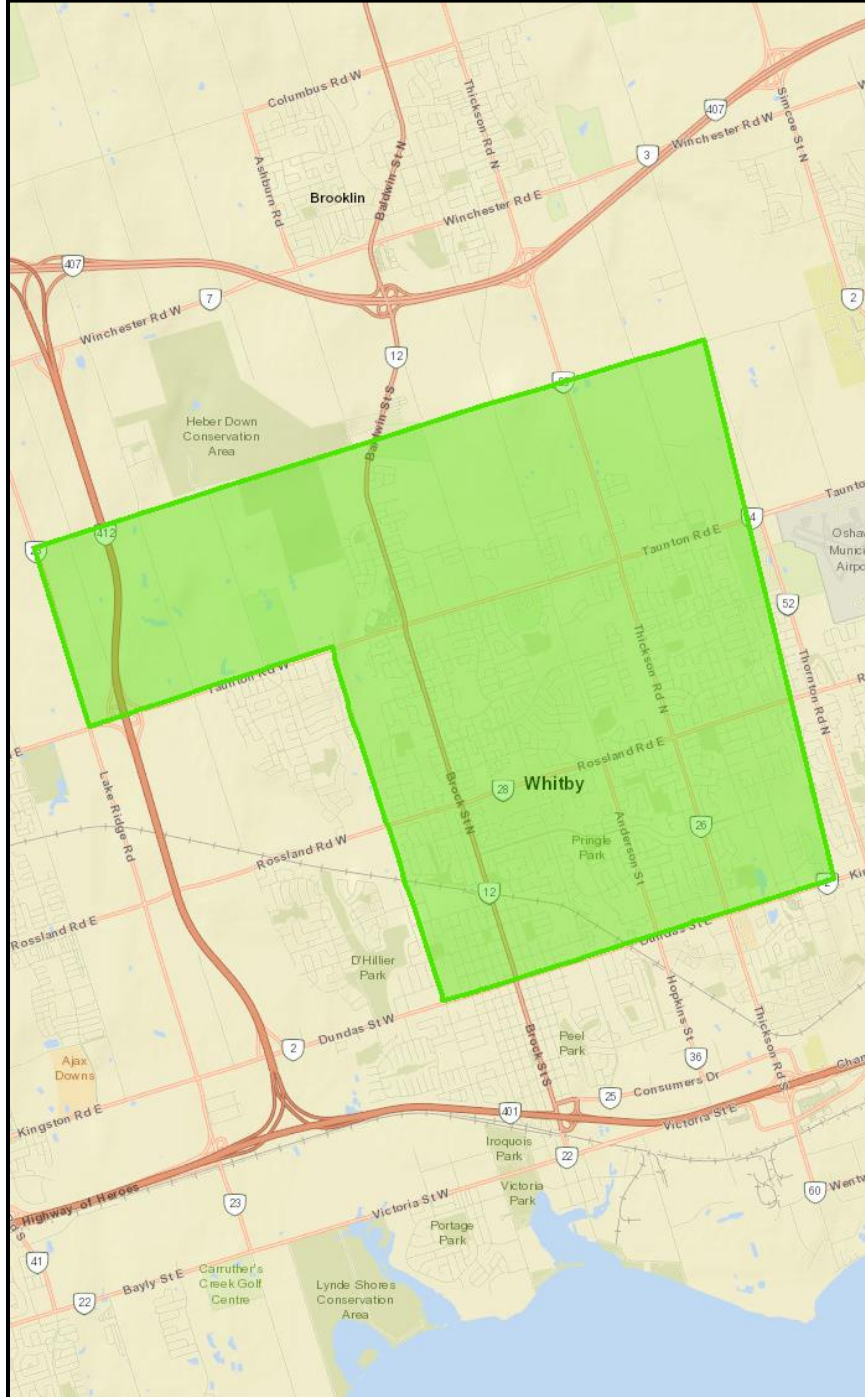 Columbus Rd W
Thickson Rd N
Simcoe St N
407
Winchester Rd W
3
Ashburn Rd
Brooklin
Baldwin St N
Winchester Rd E
407
7
2
Winchester Rd W
12
Baldwin St S
Heber Down
Conservation
Area
412
Taunton Rd E
Oshawa
52
Thickson Rd N
Thornton Rd N
Taunton Rd W
Lake Ridge Rd
Rossland Rd E
28
Whitby
Brock St N
26
Anderson St
Pringle
Park
Rossland Rd W
12
Rossland Rd E
D'Hillier
Park
Dundas St E
Dundas St W
2
Hopkins St
Thickson Rd S
Brock St S
Peel
Park
36
Ajax
Downs
Consumers Dr
25
Kingston Rd E
401
Victoria St E
Iroquois
Park
22
Victoria
Park
Highway of Heroes
23
Victoria St W
60
Portage
Park
41
Carruther's
Creek Golf
Centre
Bayly St E
22
Lynde Shores
Conservation
Area